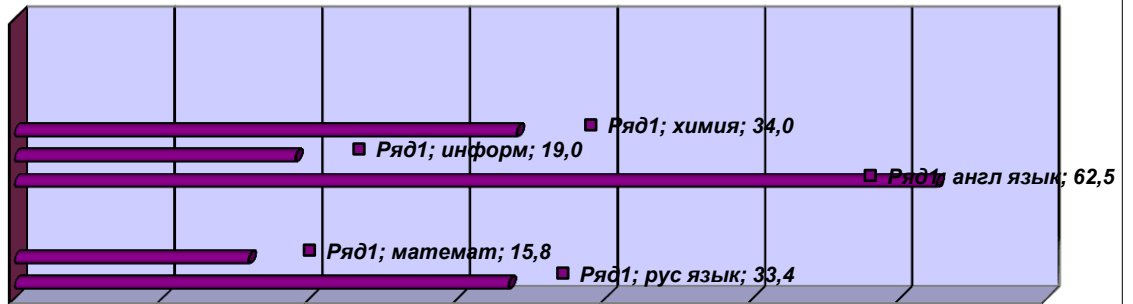 Ряд1; химия; 34,0
Ряд1; информ; 19,0
Ряд1; англ язык; 62,5
Ряд1; математ; 15,8
Ряд1; рус язык; 33,4